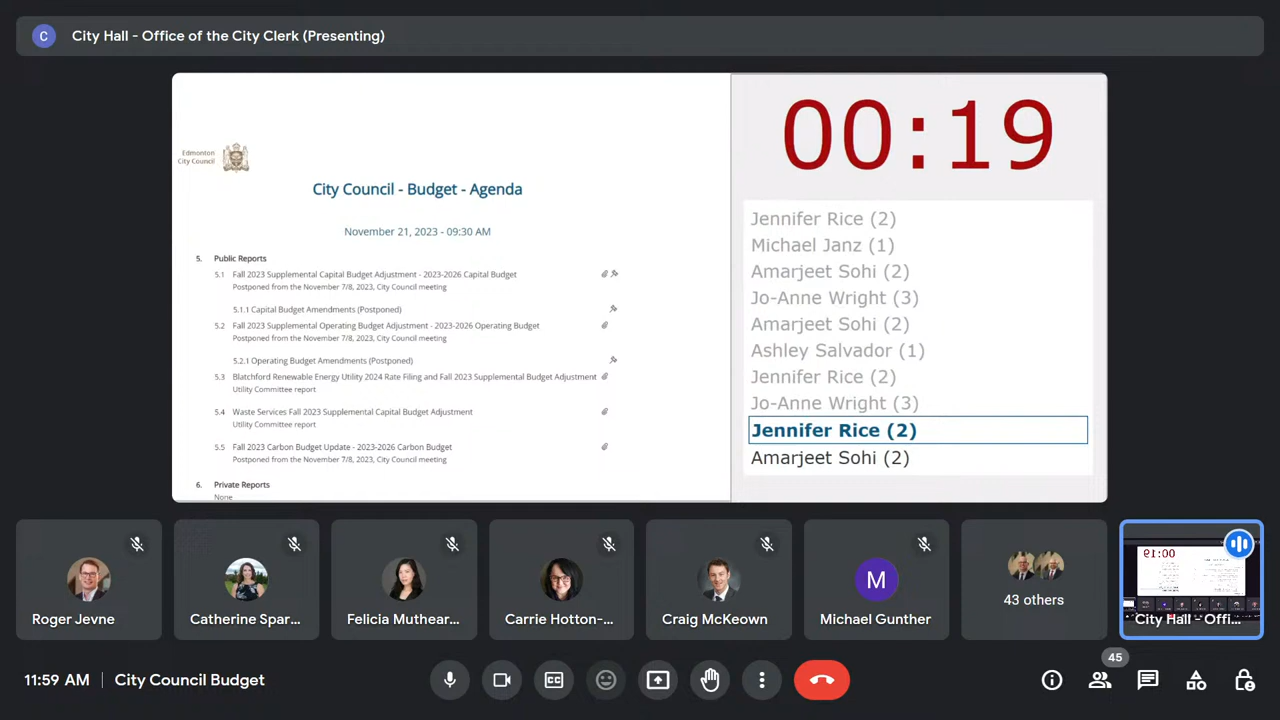 C
City Hall - Office of the City Clerk (Presenting)
Edmonton
City Council
City Council - Budget - Agenda
November 21, 2023 - 09:30 AM
5. Public Reports
5.1 Fall 2023 Supplemental Capital Budget Adjustment - 2023-2026 Capital Budget
Postponed from the November 7/8, 2023, City Council meeting
5.1.1 Capital Budget Amendments (Postponed)
5.2 Fall 2023 Supplemental Operating Budget Adjustment - 2023-2026 Operating Budget
Postponed from the November 7/8, 2023, City Council meeting
5.2.1 Operating Budget Amendments (Postponed)
5.3 Blatchford Renewable Energy Utility 2024 Rate Filing and Fall 2023 Supplemental Budget Adjustment
Utility Committee report
5.4 Waste Services Fall 2023 Supplemental Capital Budget Adjustment
Utility Committee report
5.5 Fall 2023 Carbon Budget Update - 2023-2026 Carbon Budget
Postponed from the November 7/8, 2023, City Council meeting
6. Private Reports
None
00:19
Jennifer Rice (2)
Michael Janz (1)
Amarjeet Sohi (2)
Jo-Anne Wright (3)
Amarjeet Sohi (2)
Ashley Salvador (1)
Jennifer Rice (2)
Jo-Anne Wright (3)
Jennifer Rice (2)
Amarjeet Sohi (2)
Roger Jevne
Catherine Spar...
Felicia Muthear...
Carrie Hotton-...
Craig McKeown
M
Michael Gunther
43 others
00:19
City Hall - Offi...
11:59 AM | City Council Budget
45